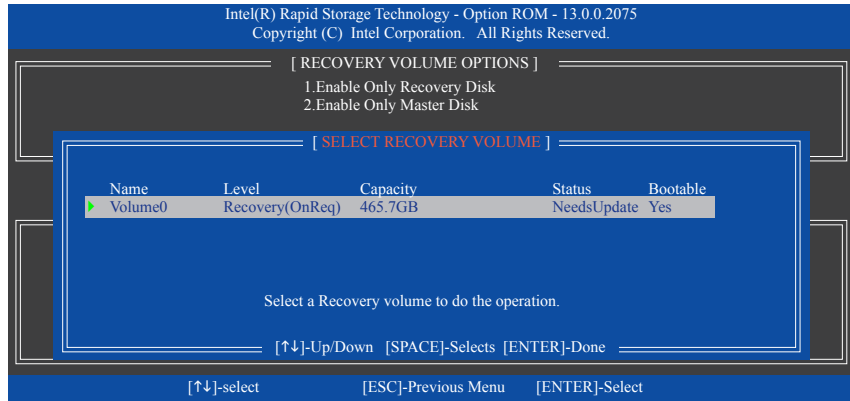 Intel(R) Rapid Storage Technology - Option ROM - 13.0.0.2075
Copyright (C) Intel Corporation. All Rights Reserved.
[ RECOVERY VOLUME OPTIONS ]
1.Enable Only Recovery Disk
2.Enable Only Master Disk
[ SELECT RECOVERY VOLUME ]
Name Level Capacity Status Bootable
Volume0 Recovery(OnReq) 465.7GB NeedsUpdate Yes
Select a Recovery volume to do the operation.
[↑↓]-Up/Down [SPACE]-Selects [ENTER]-Done
[↑↓]-select [ESC]-Previous Menu [ENTER]-Select